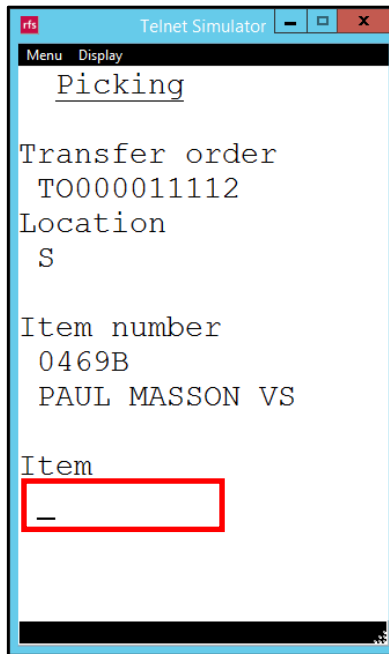 rfs Telnet Simulator
Menu Display
Picking
Transfer order
TO000011112
Location
S
Item number
0469B
PAUL MASSON VS
Item
_